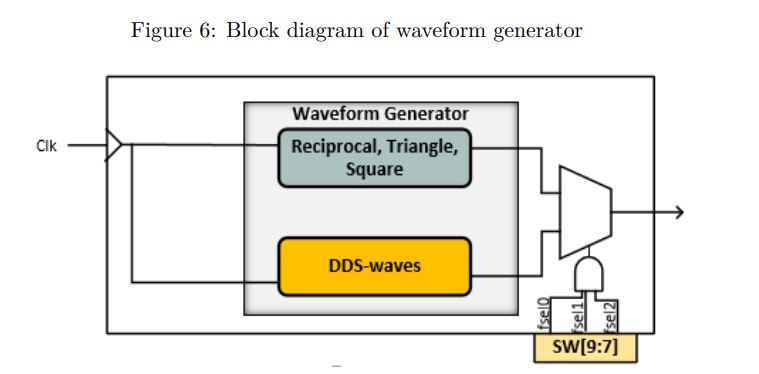 Figure 6: Block diagram of waveform generator
Waveform Generator
Clk
Reciprocal, Triangle,
Square
DDS-waves
fsel0
fsel1
fsel2
SW[9:7]